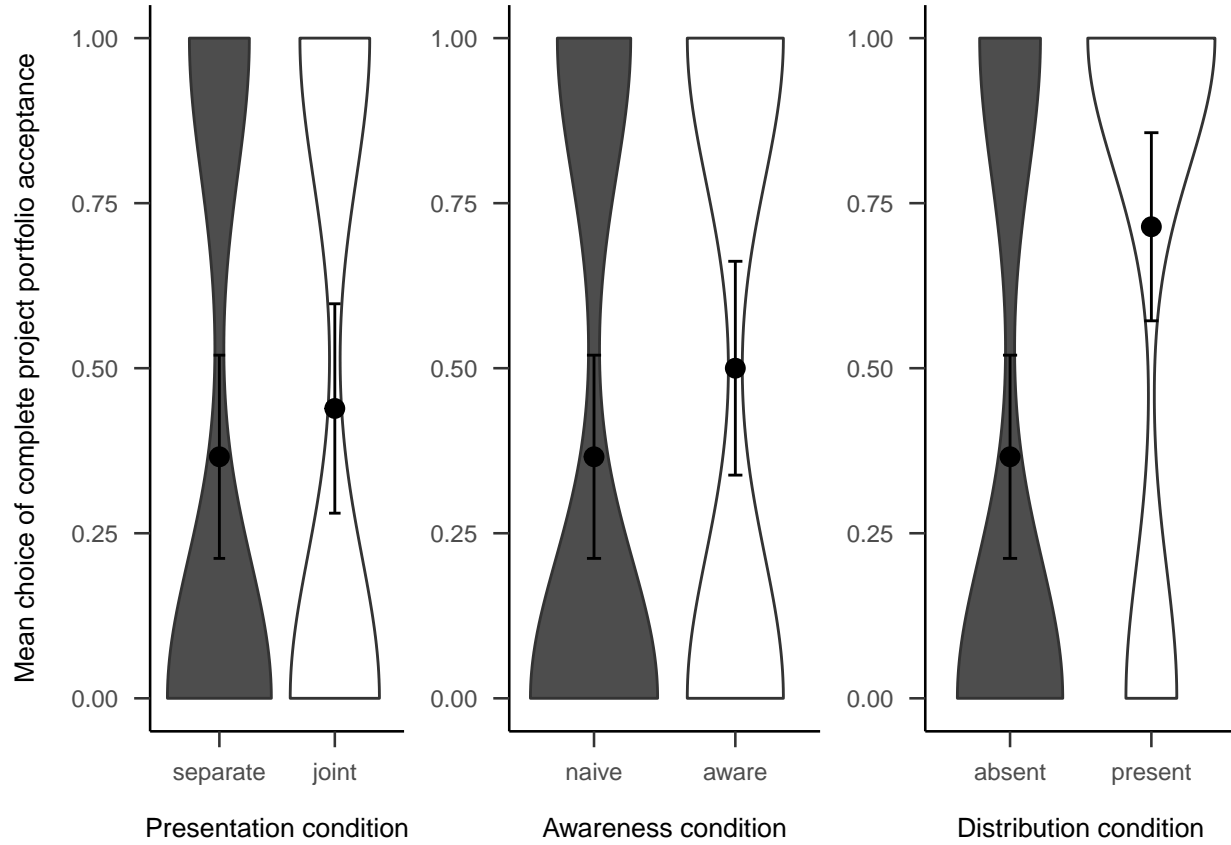 Mean choice of complete project portfolio acceptance
1.00
0.75
0.50
0.25
0.00
separate
joint
Presentation condition
1.00
0.75
0.50
0.25
0.00
naive
aware
Awareness condition
1.00
0.75
0.50
0.25
0.00
absent
present
Distribution condition